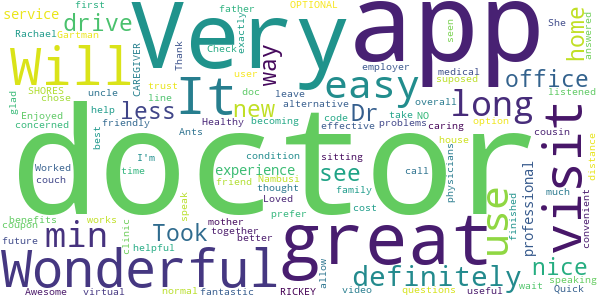 first
father
OPTIONAL
Very
app
service
drive
Rachael
Gartman
Thank
Check
exactly
seen
She
home
answered
Will
CAREGIVER
It
way
user
employer
medical
suposed
office
SHORES
chose
uncle
trust
doc
easy
glad
less
line
new
leave
alternative
code
overall
Dr
long
listened
Enjoyed
concerned
help
friendly
best
Ants
Healthy
becoming
effective
take
NO
problems
caring
option
cousin
visit
distance
doctor
I'm
time
condition
sitting
house
physicians
Worked
couch
experience
see
professional
friend
Nambusi
thought
Loved
family
call
prefer
cost
use
much
convenient
benefits
works
coupon
min
Took
speak
mother
together
better
great
finished
future
clinic
helpful
definitely
nice
wait
speaking
Wonderful
Awesome
virtual
normal
fantastic
RICKEY
allow
video
questions
useful
Quick